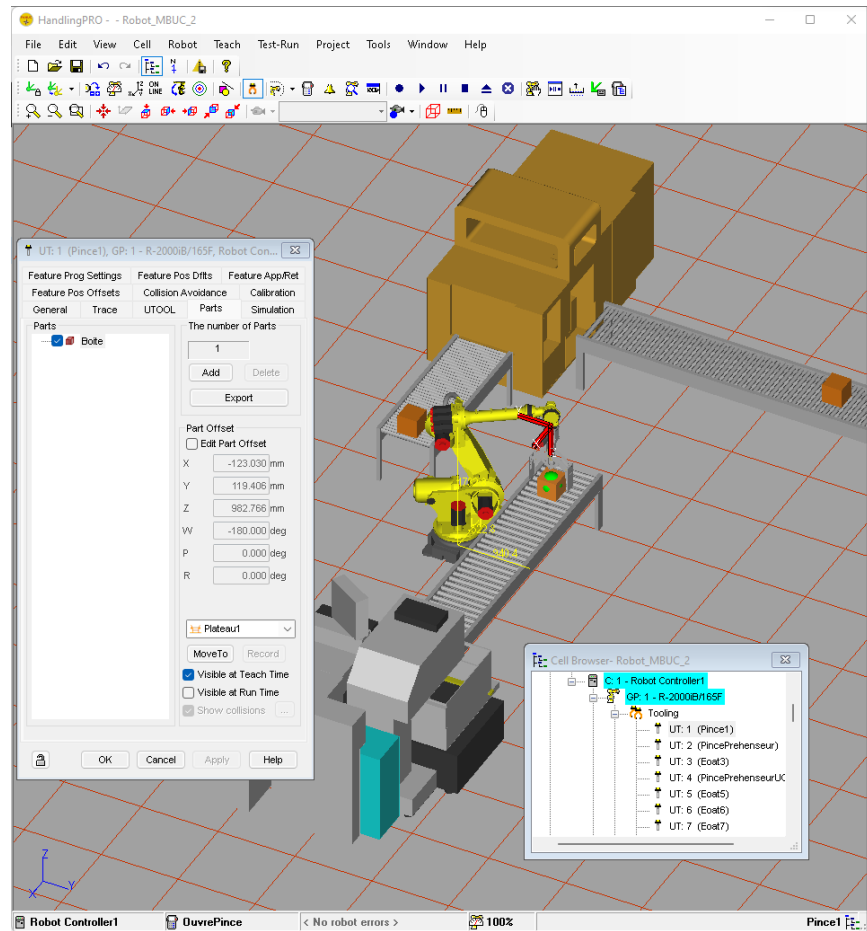 HandlingPRO - - Robot_MBUC_2
File Edit View Cell Robot Teach Test-Run Project Tools Window Help
ON
LINE
UT: 1 (Pince1), GP: 1 - R-2000iB/165F, Robot Con...
Feature Prog Settings Feature Pos Dflts Feature App/Ret
Feature Pos Offsets Collision Avoidance Calibration
General Trace UTOOL Parts Simulation
Parts
Boite
The number of Parts
1
Add Delete
Export
Part Offset
Edit Part Offset
X -123.030 mm
Y 119.406 mm
Z 982.766 mm
W -180.000 deg
P 0.000 deg
R 0.000 deg
Plateau1
MoveTo Record
Visible at Teach Time
Visible at Run Time
Show collisions ...
OK Cancel Apply Help
Cell Browser- Robot_MBUC_2
C: 1 - Robot Controller1
GP: 1 - R-2000iB/165F
Tooling
UT: 1 (Pince1)
UT: 2 (PincePrehenseur)
UT: 3 (Eoat3)
UT: 4 (PincePrehenseurUC
UT: 5 (Eoat5)
UT: 6 (Eoat6)
UT: 7 (Eoat7)
Z
X
Y
Robot Controller1 OuvrePince < No robot errors > 100% Pince1